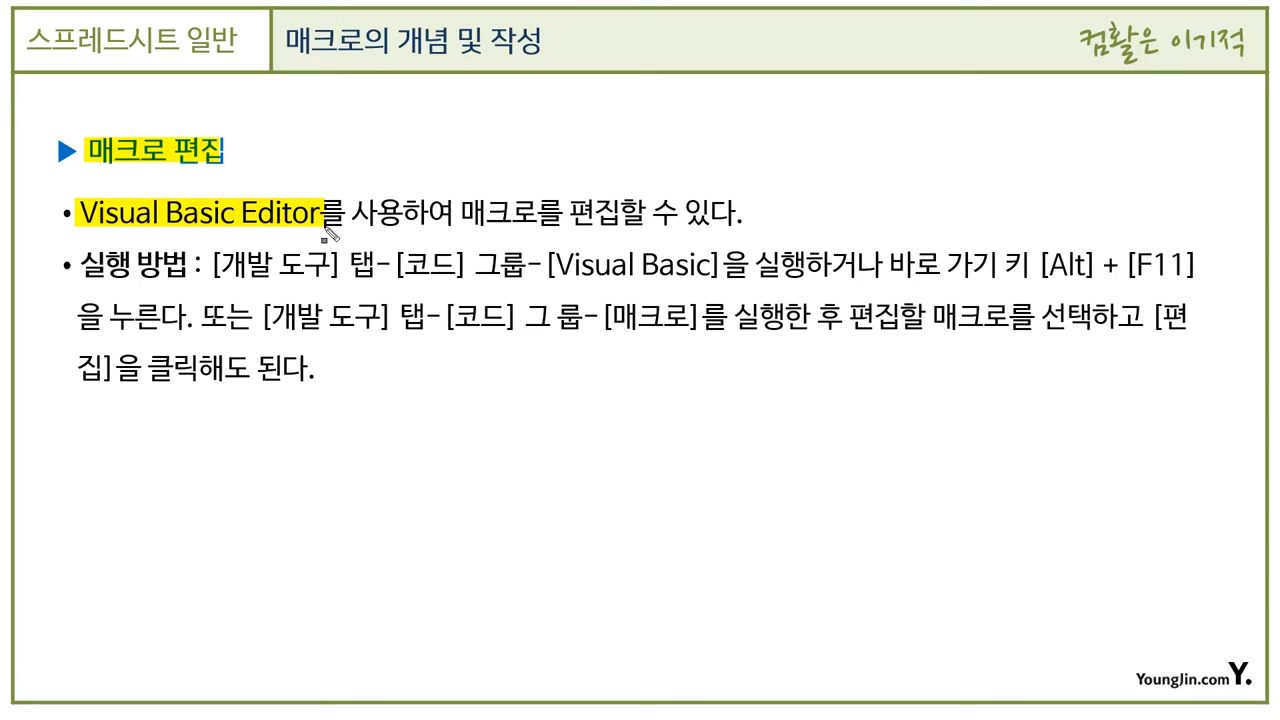 스프레드시트 일반
매크로의 개념 및 작성
컴활은 이기적
▶ 매크로 편집
• Visual Basic Editor를 사용하여 매크로를 편집할 수 있다.
• 실행 방법 : [개발 도구] 탭-[코드] 그룹-[Visual Basic]을 실행하거나 바로 가기 키 [Alt] + [F11]
을 누른다. 또는 [개발 도구] 탭-[코드] 그 룹-[매크로]를 실행한 후 편집할 매크로를 선택하고 [편
집]을 클릭해도 된다.
YoungJin.com Y.